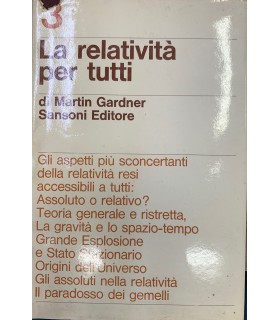 3
La relatività
per tutti
di Martin Gardner
Sansoni Editore
Gli aspetti più sconcertanti
della relatività resi
accessibili a tutti:
Assoluto o relativo?
Teoria generale e ristretta,
La gravità e lo spazio-tempo
Grande Esplosione
e Stato Stazionario
Origini dell'Universo
Gli assoluti nella relatività
Il paradosso dei gemelli